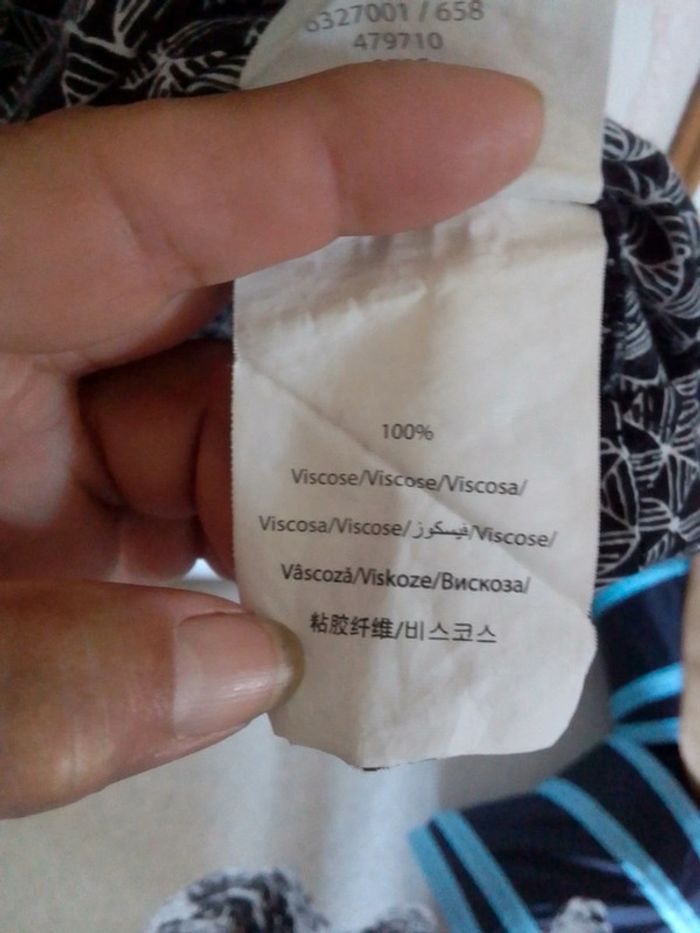 6327001 / 658
479710
100%
Viscose/Viscose/Viscosa/
Viscosa/Viscose/فيسكوز/Viscose/
Vâscoză/Viskoze/Вискоза/
粘胶纤维/비스코스